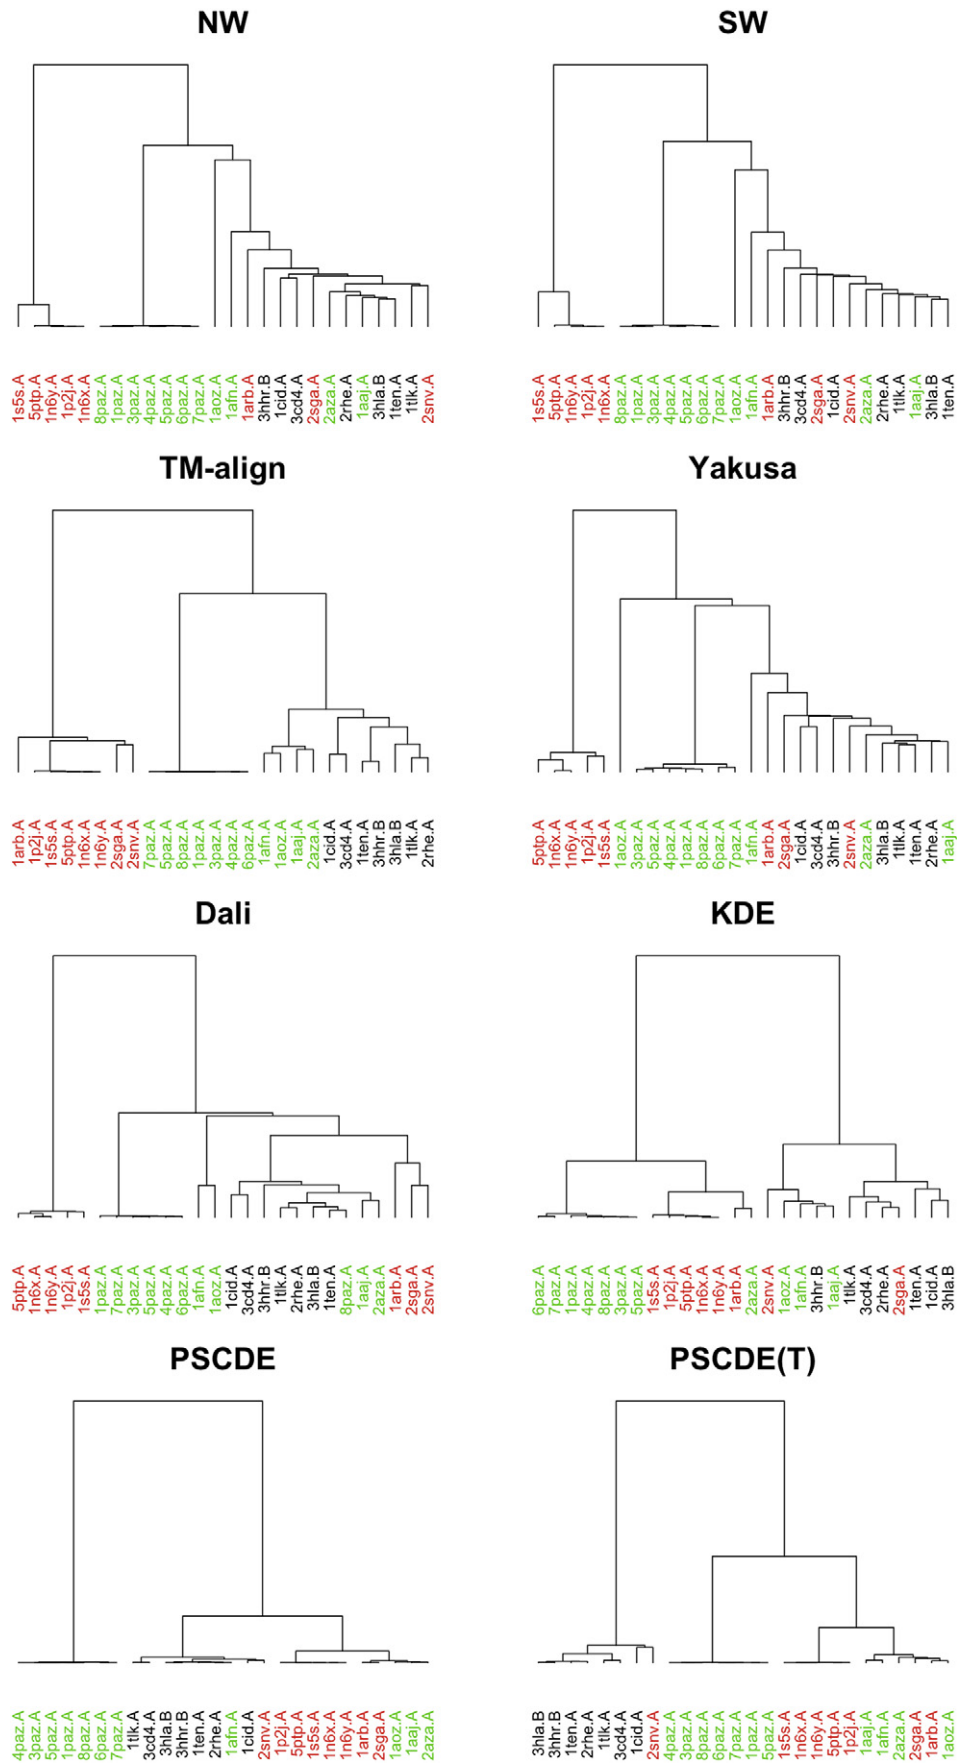 NW
SW
1s5s.A 5ptp.A 1n6y.A 1p2j.A 1n6x.A 8paz.A 1paz.A 3paz.A 4paz.A 5paz.A 6paz.A 7paz.A 1aoz.A 1afn.A 1arb.A 3hhr.B 1cid.A 3cd4.A 2sga.A 2aza.A 2rhe.A 1aaj.A 3hla.B 1ten.A 1tlk.A 2snv.A
1s5s.A 5ptp.A 1n6y.A 1p2j.A 1n6x.A 8paz.A 1paz.A 3paz.A 4paz.A 5paz.A 6paz.A 7paz.A 1aoz.A 1afn.A 1arb.A 3hhr.B 3cd4.A 2sga.A 1cid.A 2snv.A 2aza.A 2rhe.A 1tlk.A 1aaj.A 3hla.B 1ten.A
TM-align
Yakusa
1arb.A 1p2j.A 1s5s.A 5ptp.A 1n6x.A 1n6y.A 2sga.A 2snv.A 7paz.A 5paz.A 8paz.A 1paz.A 3paz.A 4paz.A 6paz.A 1afn.A 1aoz.A 1aaj.A 2aza.A 1cid.A 3cd4.A 1ten.A 3hhr.B 3hla.B 1tlk.A 2rhe.A
5ptp.A 1n6x.A 1n6y.A 1p2j.A 1s5s.A 1aoz.A 3paz.A 5paz.A 4paz.A 1paz.A 8paz.A 6paz.A 7paz.A 1afn.A 1arb.A 2sga.A 1cid.A 3cd4.A 3hhr.B 2snv.A 2aza.A 3hla.B 1tlk.A 1ten.A 2rhe.A 1aaj.A
Dali
KDE
5ptp.A 1n6x.A 1n6y.A 1p2j.A 1s5s.A 1paz.A 7paz.A 3paz.A 5paz.A 4paz.A 6paz.A 1afn.A 1aoz.A 1cid.A 3cd4.A 3hhr.B 1tlk.A 2rhe.A 3hla.B 1ten.A 8paz.A 1aaj.A 2aza.A 1arb.A 2sga.A 2snv.A
6paz.A 7paz.A 1paz.A 4paz.A 8paz.A 3paz.A 5paz.A 1s5s.A 1p2j.A 5ptp.A 1n6x.A 1n6y.A 1arb.A 2aza.A 2snv.A 1aoz.A 1afn.A 3hhr.B 1aaj.A 1tlk.A 3cd4.A 2rhe.A 2sga.A 1ten.A 1cid.A 3hla.B
PSCDE
PSCDE(T)
4paz.A 3paz.A 5paz.A 1paz.A 8paz.A 6paz.A 7paz.A 1tlk.A 3cd4.A 3hla.B 3hhr.B 1ten.A 2rhe.A 1afn.A 1cid.A 2snv.A 1p2j.A 5ptp.A 1s5s.A 1n6x.A 1n6y.A 1arb.A 2sga.A 1aoz.A 1aaj.A 2aza.A
3hla.B 3hhr.B 1ten.A 2rhe.A 1tlk.A 3cd4.A 1cid.A 2snv.A 4paz.A 3paz.A 8paz.A 6paz.A 7paz.A 1paz.A 5paz.A 1s5s.A 1n6x.A 1n6y.A 5ptp.A 1p2j.A 1aaj.A 1afn.A 2aza.A 2sga.A 1arb.A 1aoz.A